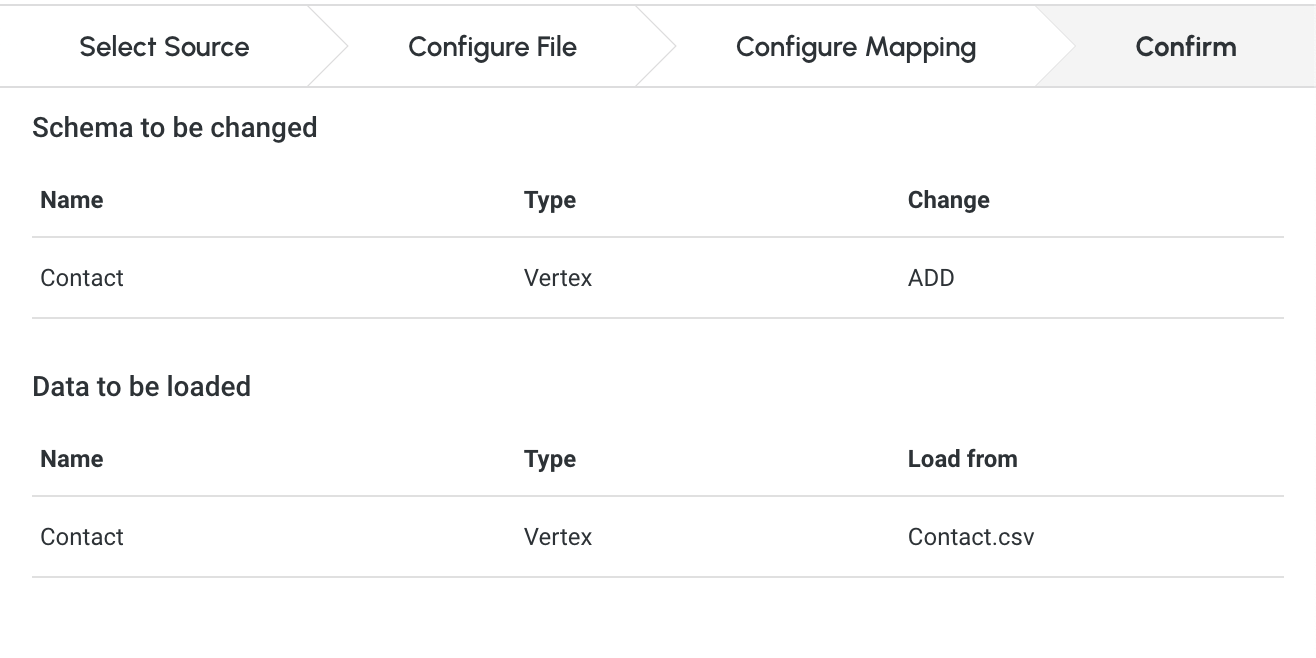 Select Source Configure File Configure Mapping Confirm
Schema to be changed
Name Type Change
Contact Vertex ADD
Data to be loaded
Name Type Load from
Contact Vertex Contact.csv